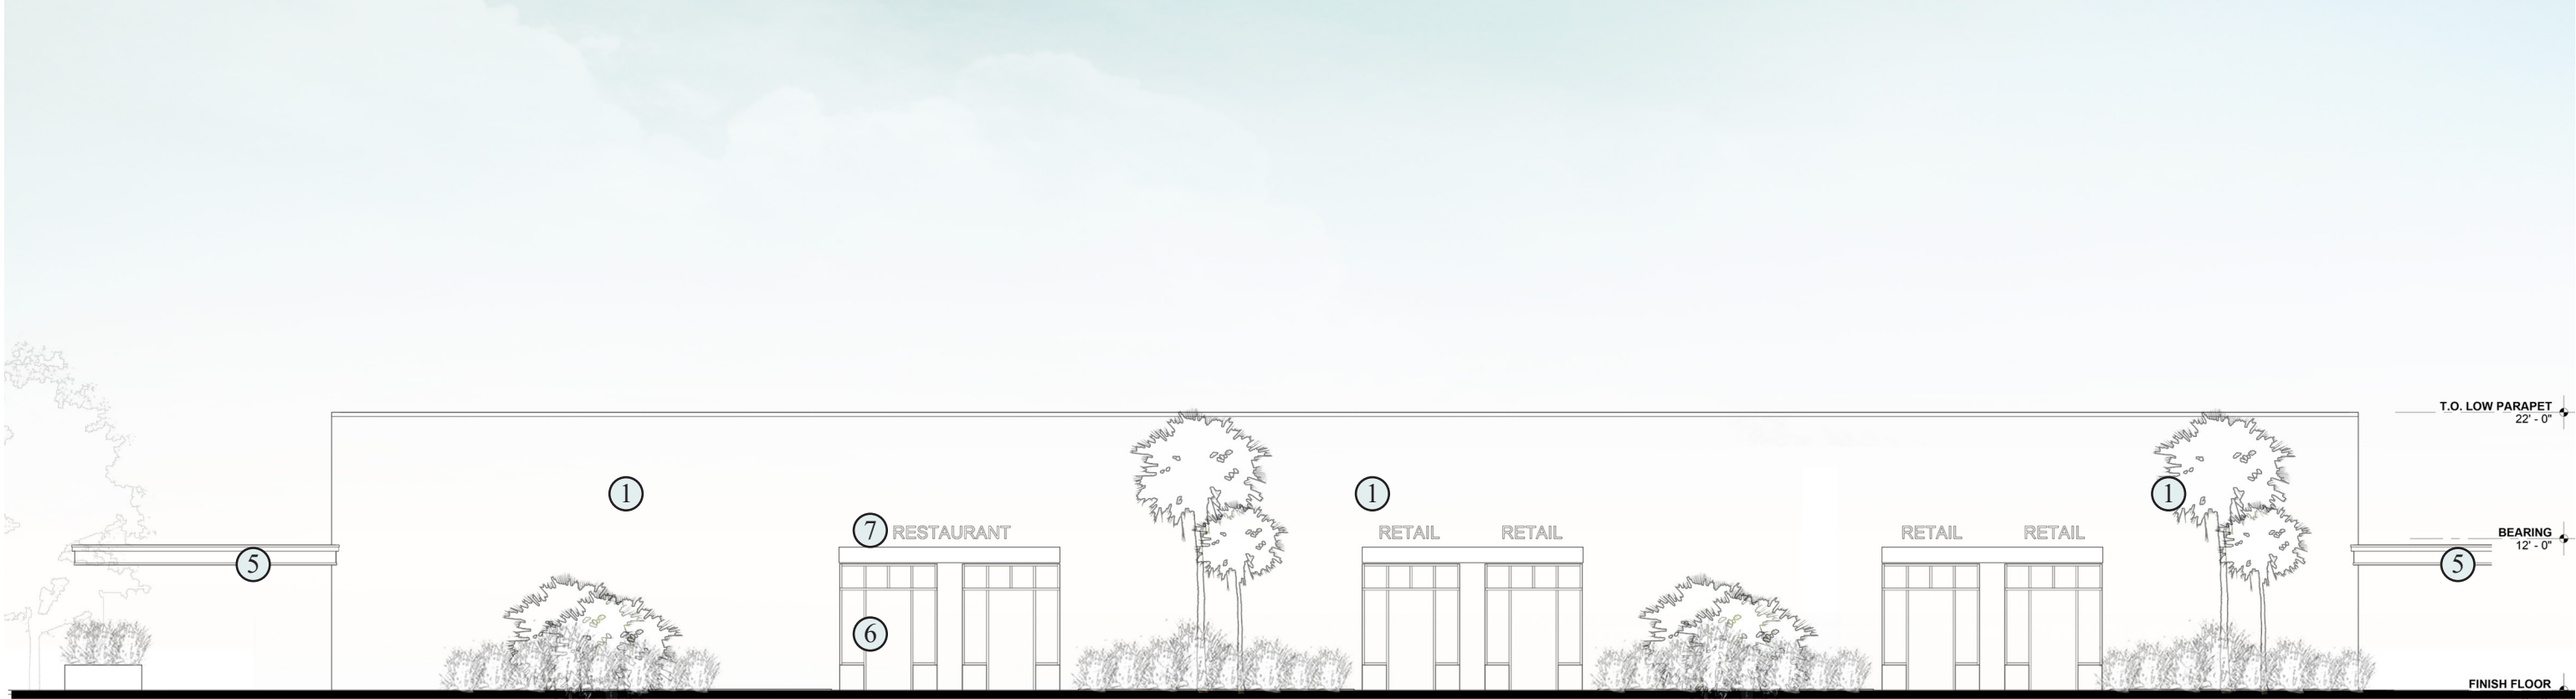 T.O. LOW PARAPET
22' - 0"
1
1
1
7 RESTAURANT
RETAIL RETAIL
RETAIL RETAIL
BEARING
12' - 0"
5
5
6
FINISH FLOOR